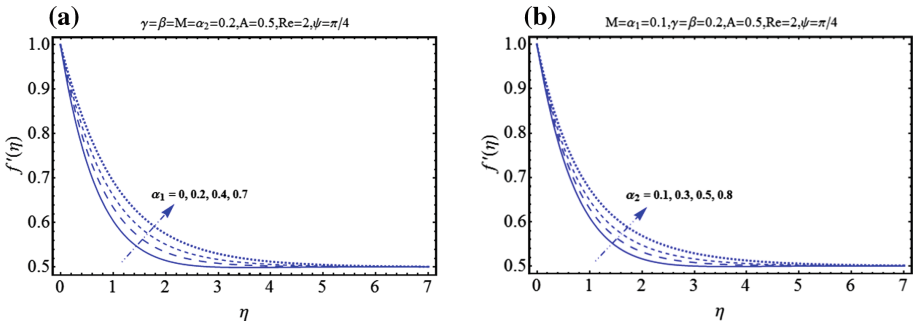 (a)
γ=β=M=α₂=0.2,A=0.5,Re=2,ψ=π/4
f′(η)
1.0
0.9
0.8
0.7
0.6
0.5
α₁ = 0, 0.2, 0.4, 0.7
0 1 2 3 4 5 6 7
η
(b)
M=α₁=0.1,γ=β=0.2,A=0.5,Re=2,ψ=π/4
f′(η)
1.0
0.9
0.8
0.7
0.6
0.5
α₂ = 0.1, 0.3, 0.5, 0.8
0 1 2 3 4 5 6 7
η